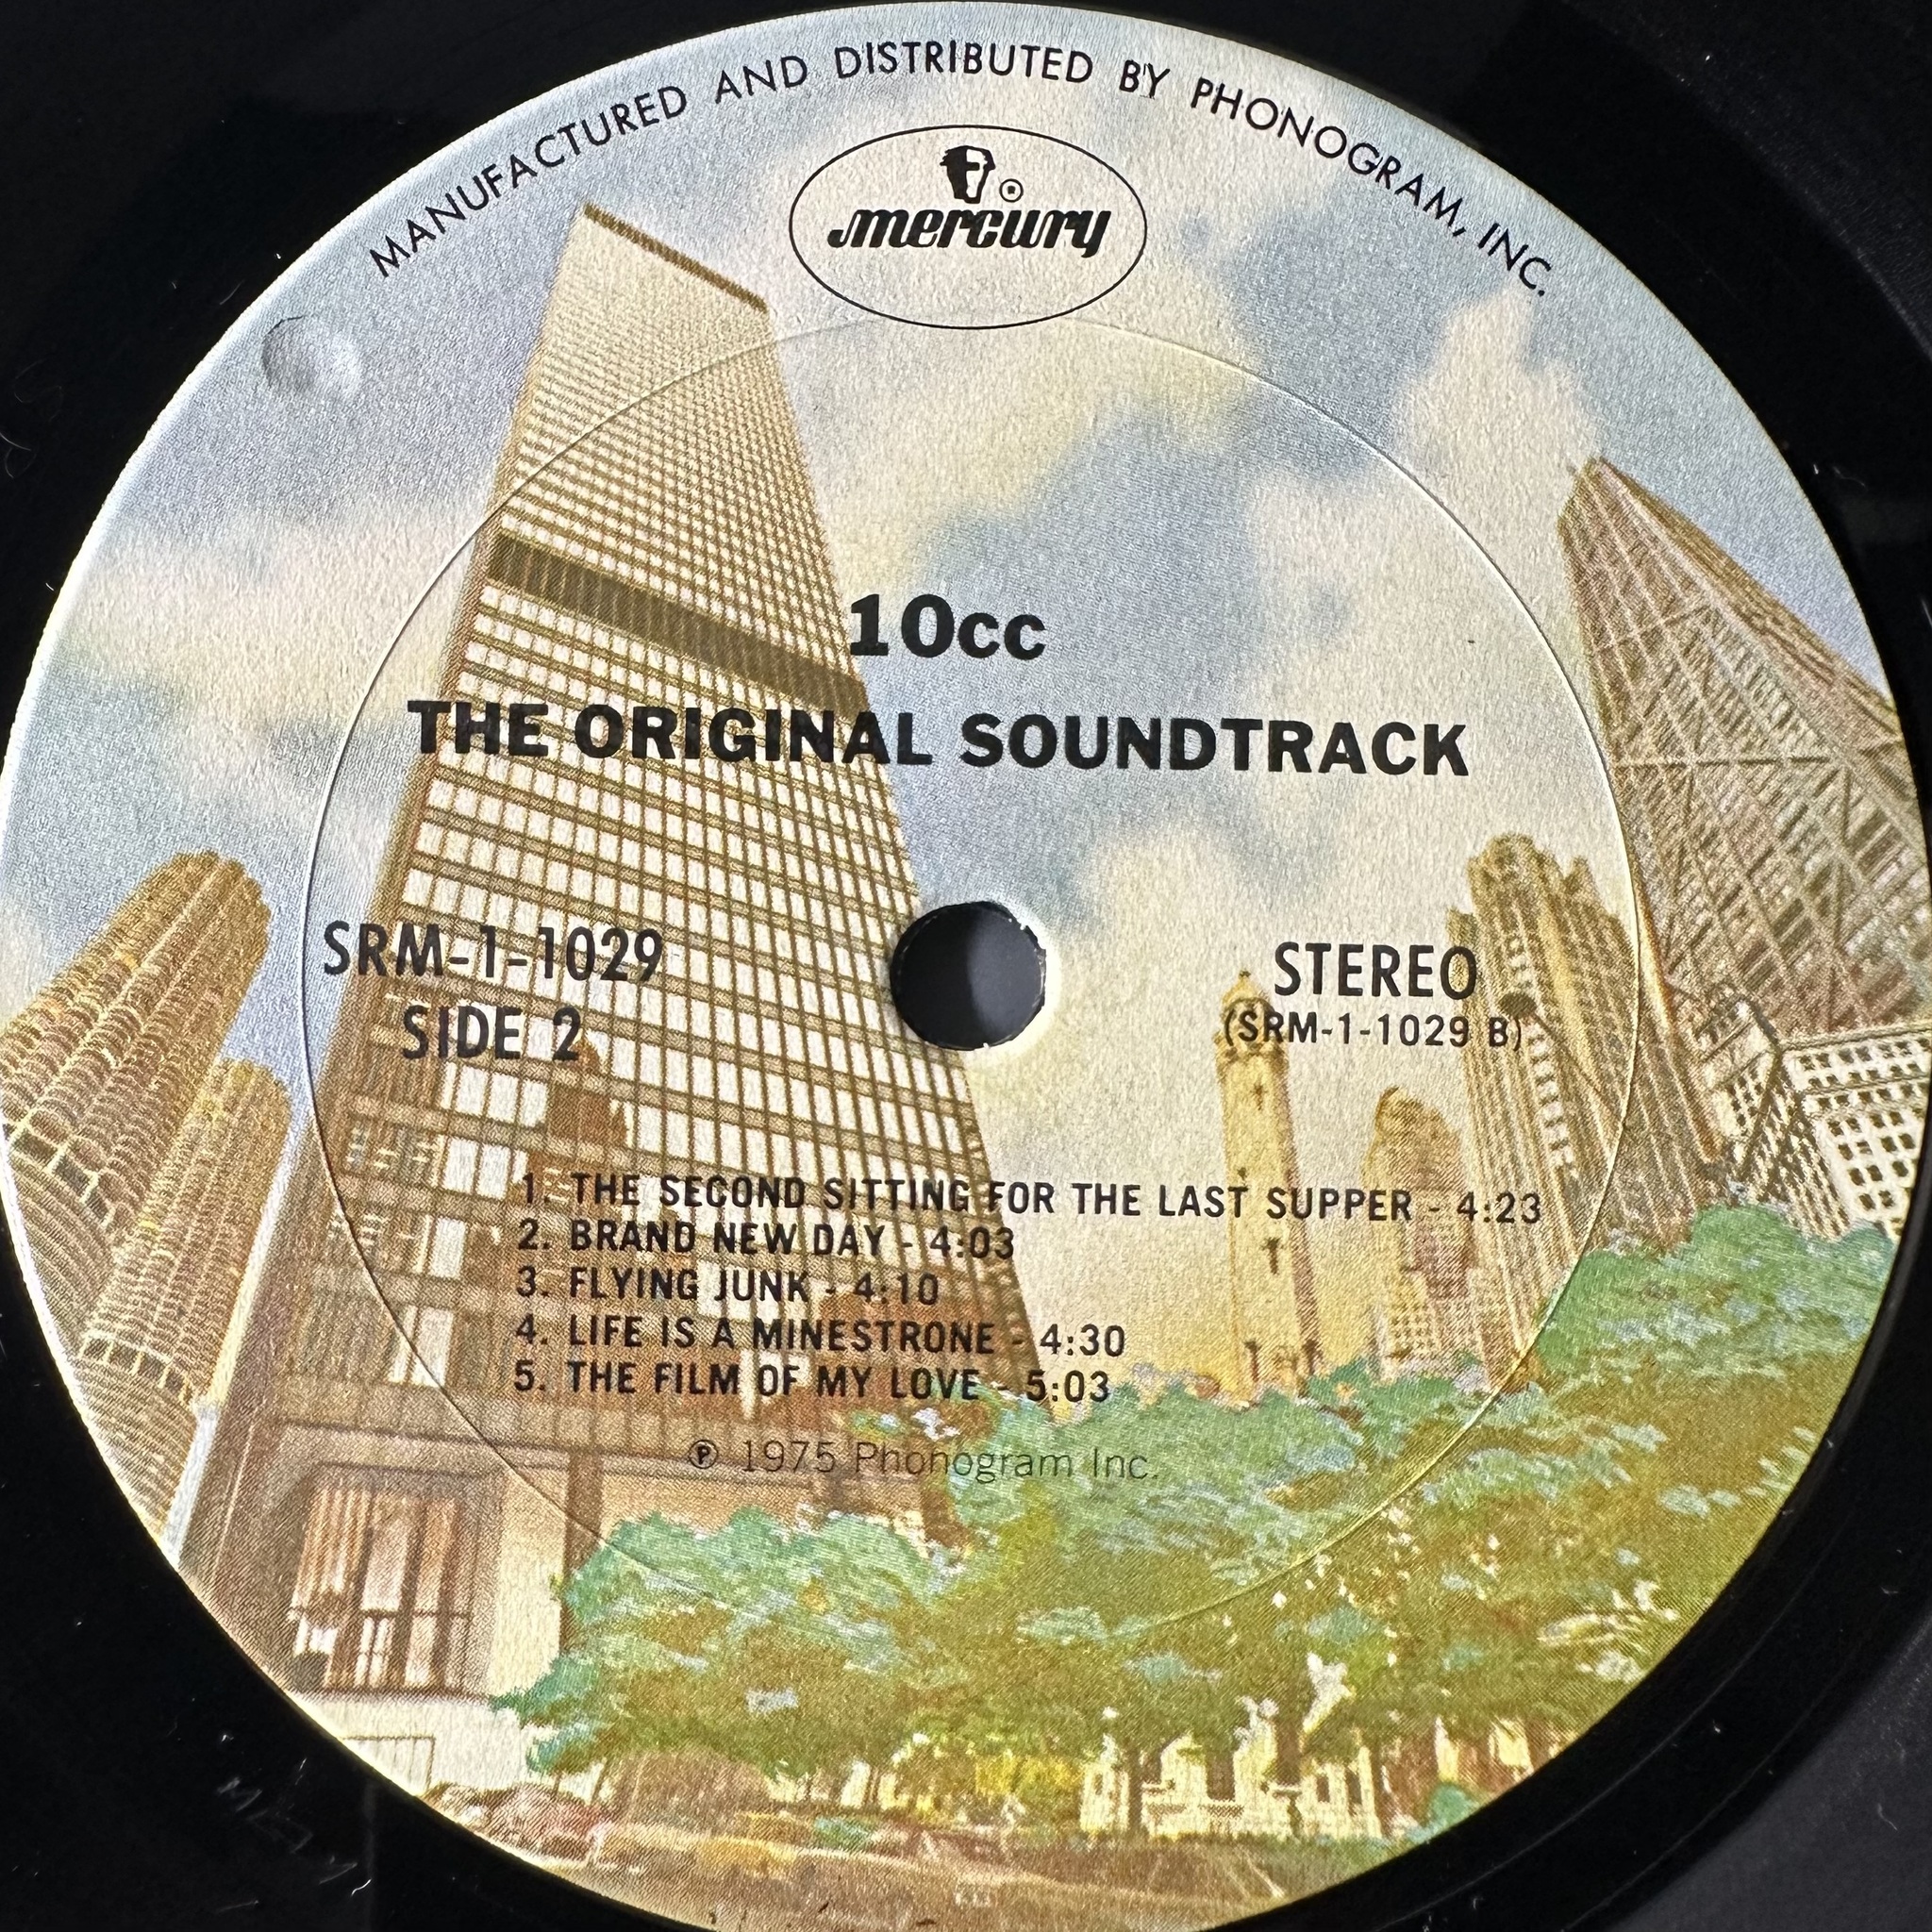 MANUFACTURED AND DISTRIBUTED BY PHONOGRAM, INC.
®
mercury
10cc
THE ORIGINAL SOUNDTRACK
SRM-1-1029
SIDE 2
STEREO
(SRM-1-1029 B)
1. THE SECOND SITTING FOR THE LAST SUPPER - 4:23
2. BRAND NEW DAY - 4:03
3. FLYING JUNK - 4:10
4. LIFE IS A MINESTRONE - 4:30
5. THE FILM OF MY LOVE - 5:03
℗ 1975 Phonogram Inc.